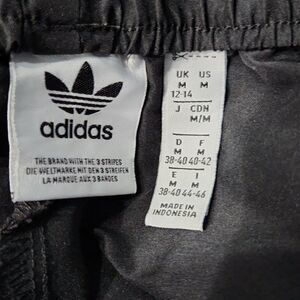 adidas
THE BRAND WITH THE 3 STRIPES
DIE WELTMARKE MIT DEN 3 STREIFEN
LA MARQUE AUX 3 BANDES
UK US
M M
12-14
J CDN
M/M
D F
M M
38-40 40-42
E I
M M
38-40 44-46
MADE IN
INDONESIA